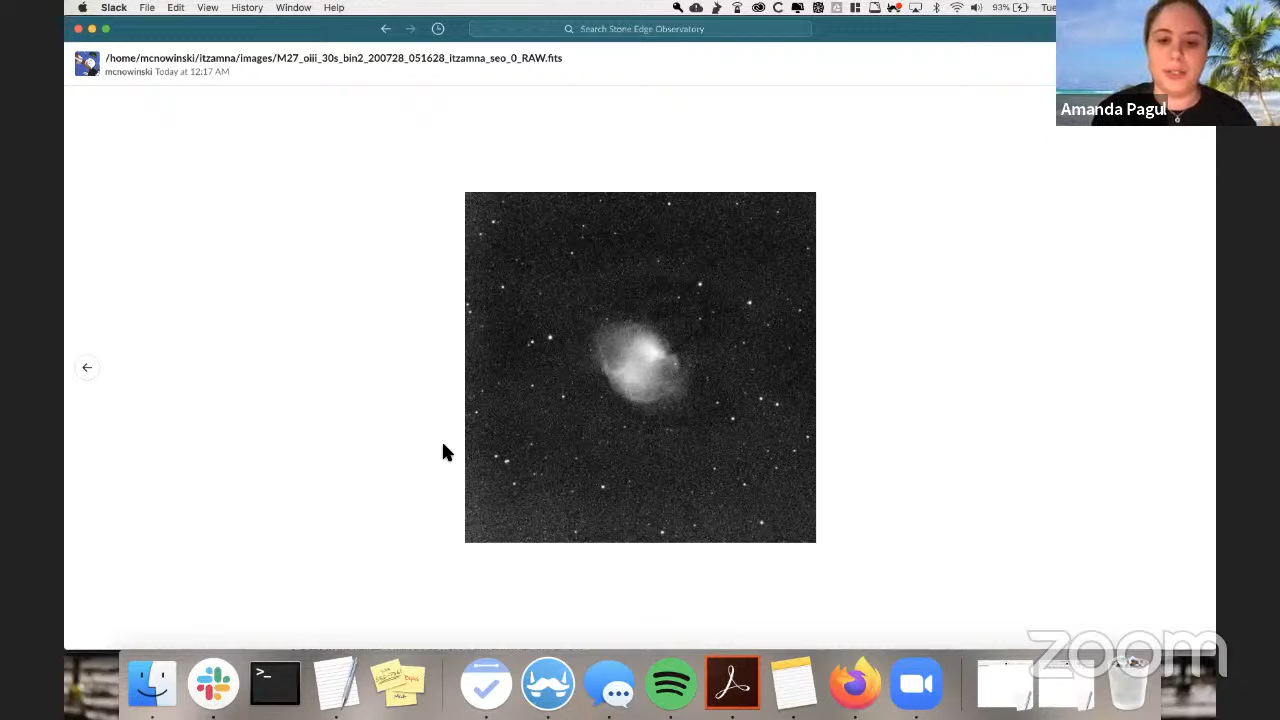 Slack File Edit View History Window Help
93% Tue
Search Stone Edge Observatory
/home/mcnowinski/itzamna/images/M27_oiii_30s_bin2_200728_051628_itzamna_seo_0_RAW.fits
mcnowinski Today at 12:17 AM
Amanda Pagul
zoom